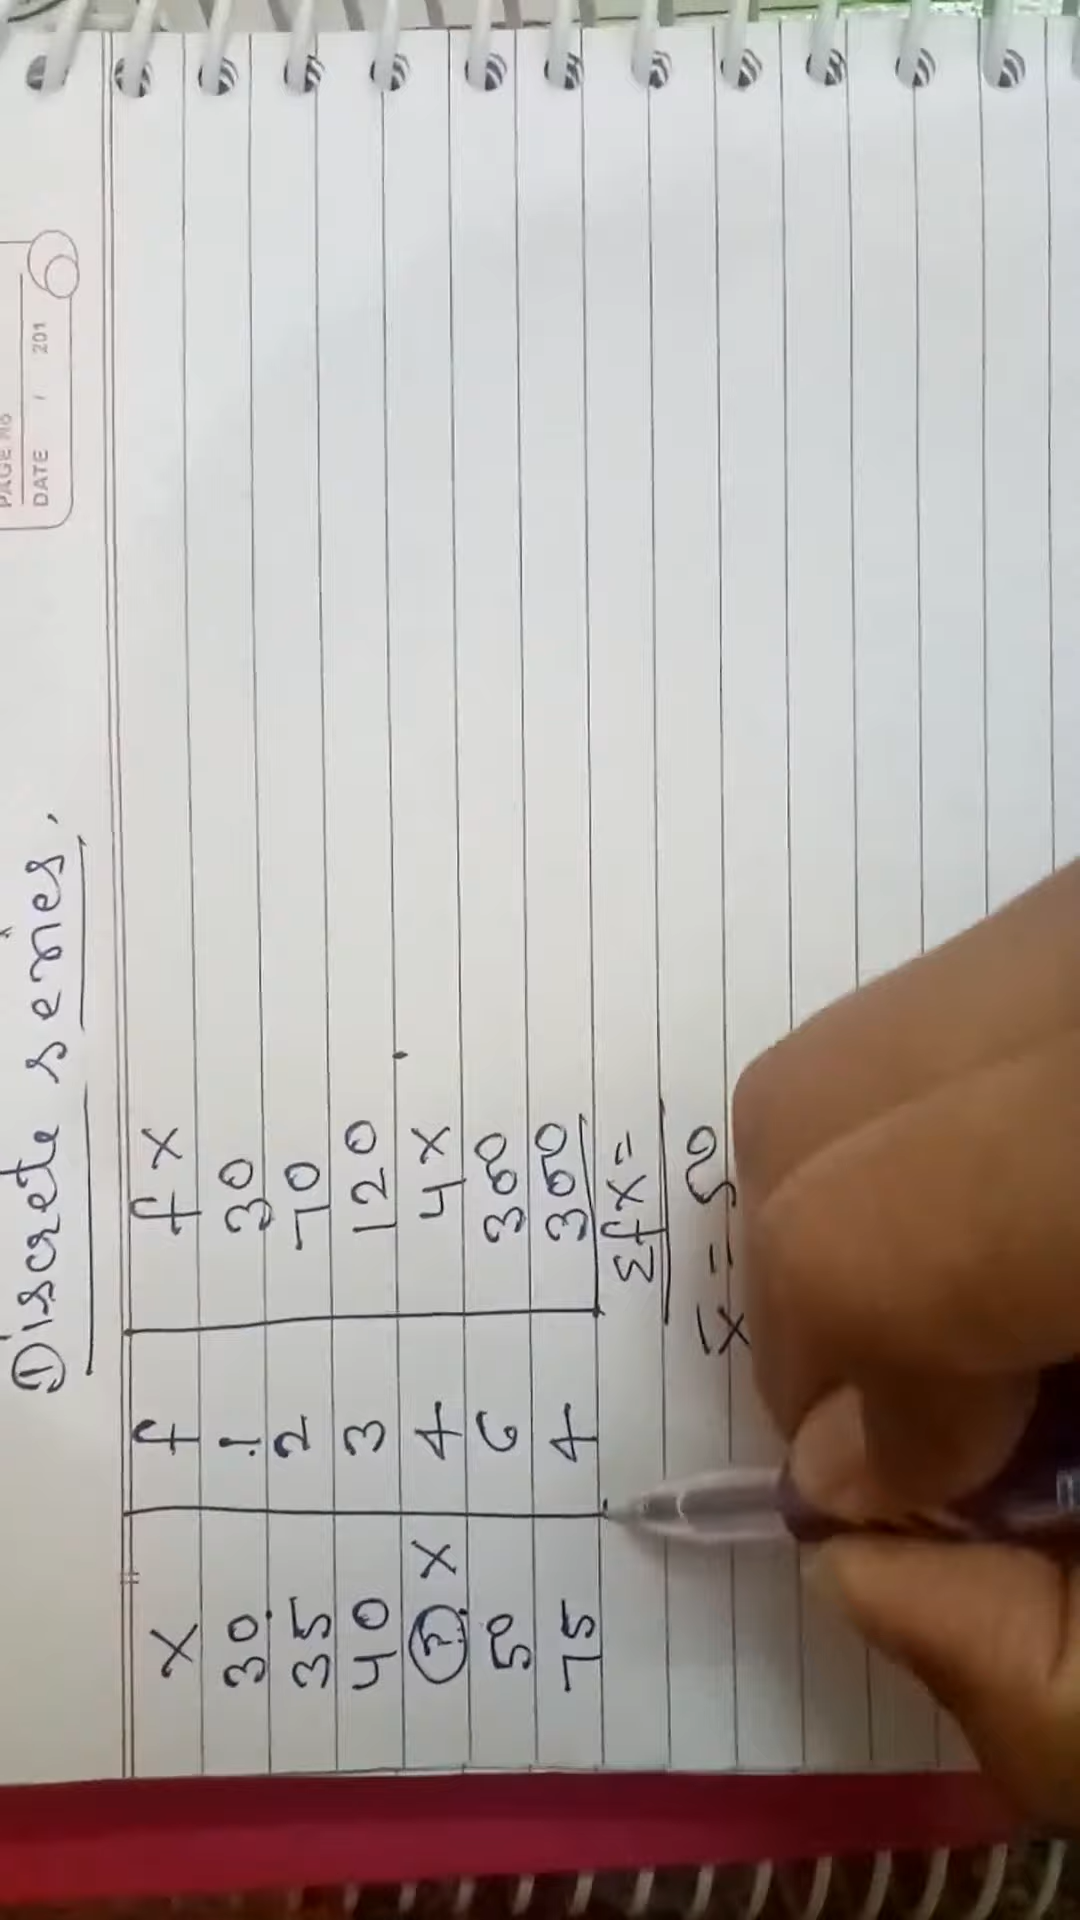 PAGE No
DATE / 201
① Discrete series.
X f fx
30 1 30
35 2 70
40 3 120
? X 4 4X
50 6 300
75 4 300
Σfx =
x̄ = 50